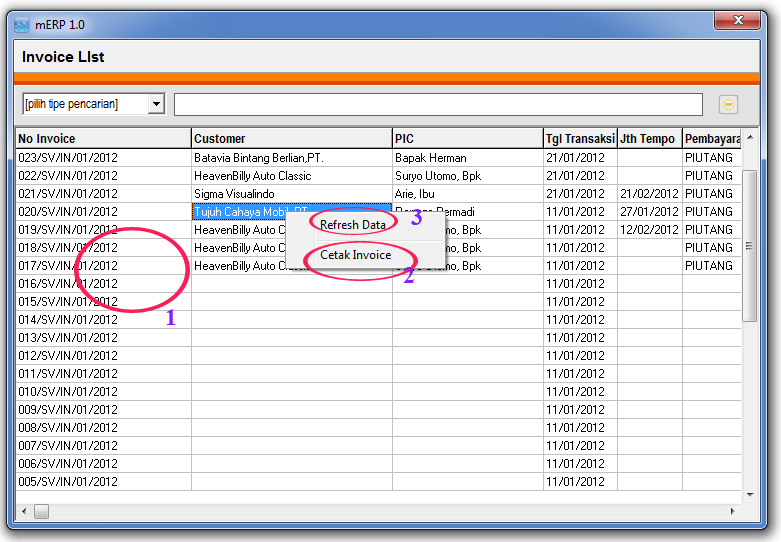 mERP 1.0
Invoice LIst
[pilih tipe pencarian]
No Invoice Customer PIC Tgl Transaksi Jth Tempo Pembayara
023/SV/IN/01/2012 Batavia Bintang Berlian,PT. Bapak Herman 21/01/2012 PIUTANG
022/SV/IN/01/2012 HeavenBilly Auto Classic Suryo Utomo, Bpk 21/01/2012 PIUTANG
021/SV/IN/01/2012 Sigma Visualindo Arie, Ibu 21/01/2012 21/02/2012 PIUTANG
020/SV/IN/01/2012 Tujuh Cahaya Mobil, PT Permadi 11/01/2012 27/01/2012 PIUTANG
Refresh Data 3
019/SV/IN/01/2012 HeavenBilly Auto Bpk 11/01/2012 12/02/2012 PIUTANG
018/SV/IN/01/2012 HeavenBilly Auto Bpk 11/01/2012 PIUTANG
Cetak Invoice 2
017/SV/IN/01/2012 HeavenBilly Auto Bpk 11/01/2012 PIUTANG
016/SV/IN/01/2012 11/01/2012
015/SV/IN/01/2012 11/01/2012
1
014/SV/IN/01/2012 11/01/2012
013/SV/IN/01/2012 11/01/2012
012/SV/IN/01/2012 11/01/2012
011/SV/IN/01/2012 11/01/2012
010/SV/IN/01/2012 11/01/2012
009/SV/IN/01/2012 11/01/2012
008/SV/IN/01/2012 11/01/2012
007/SV/IN/01/2012 11/01/2012
006/SV/IN/01/2012 11/01/2012
005/SV/IN/01/2012 11/01/2012